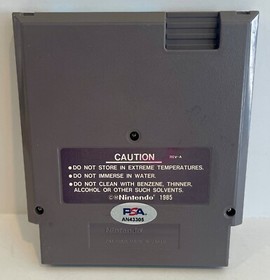 CAUTION REV-A
•DO NOT STORE IN EXTREME TEMPERATURES.
•DO NOT IMMERSE IN WATER.
•DO NOT CLEAN WITH BENZENE, THINNER,
ALCOHOL OR OTHER SUCH SOLVENTS.
©®Nintendo 1985
PSA
AN43308